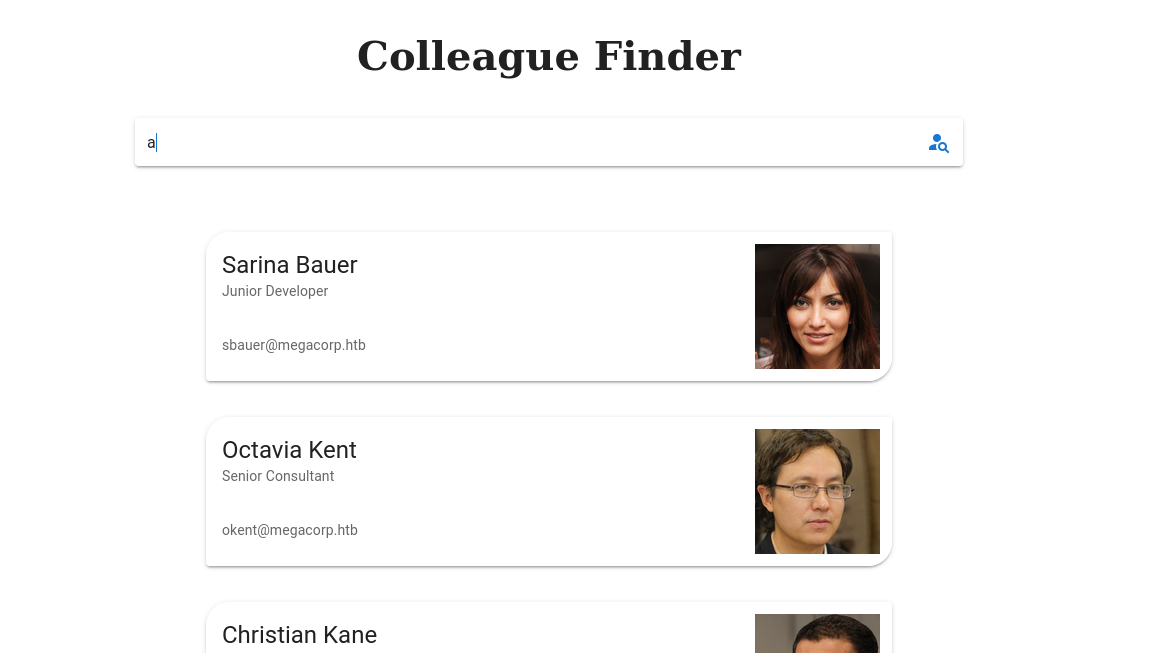 Colleague Finder
a
Sarina Bauer
Junior Developer
sbauer@megacorp.htb
Octavia Kent
Senior Consultant
okent@megacorp.htb
Christian Kane